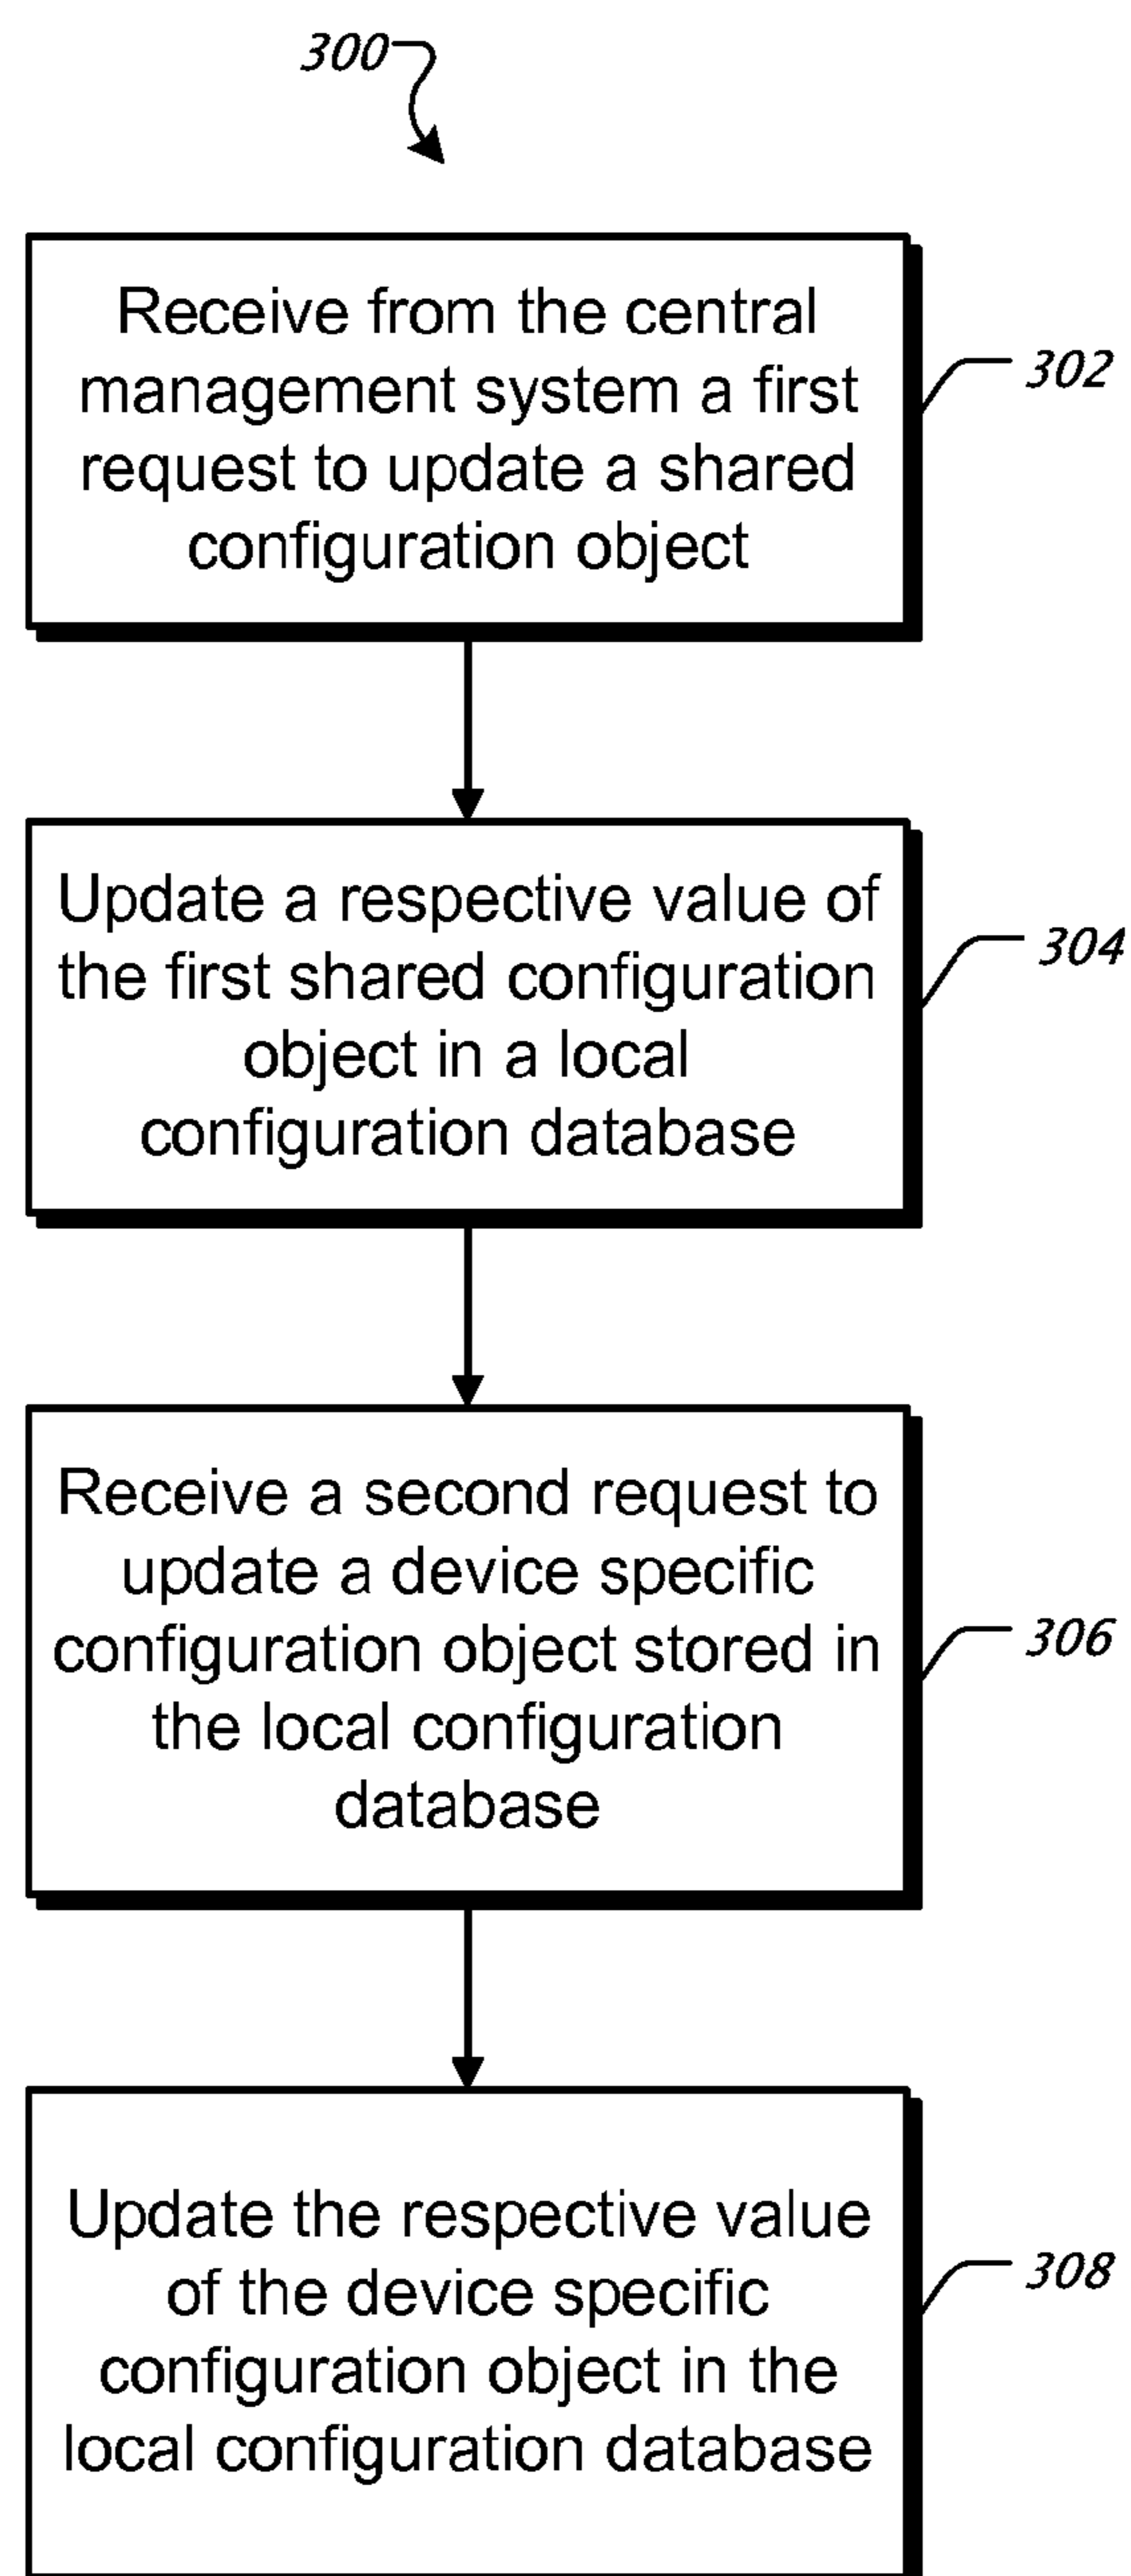 300
Receive from the central
management system a first
request to update a shared
configuration object
302
Update a respective value of
the first shared configuration
object in a local
configuration database
304
Receive a second request to
update a device specific
configuration object stored in
the local configuration
database
306
Update the respective value
of the device specific
configuration object in the
local configuration database
308